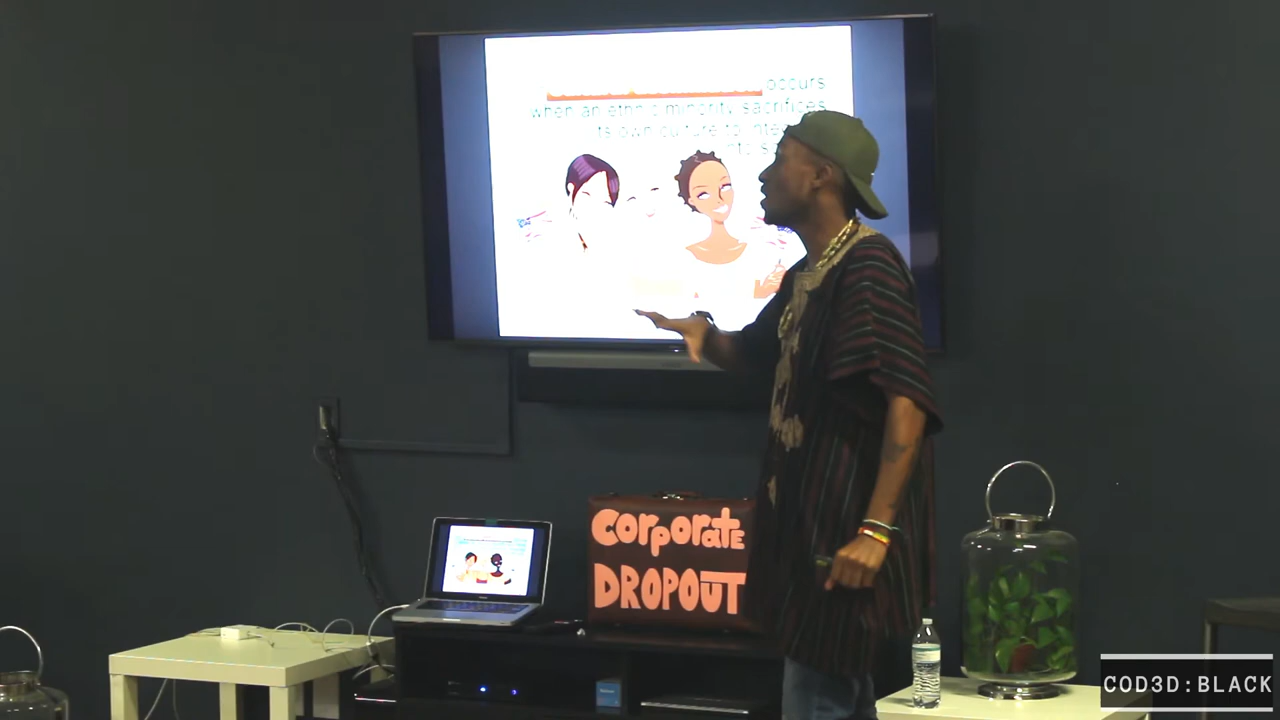 occurs
when an ethnic minority sacrifices
its own culture to
Corporate
DROPOUT
COD3D:BLACK